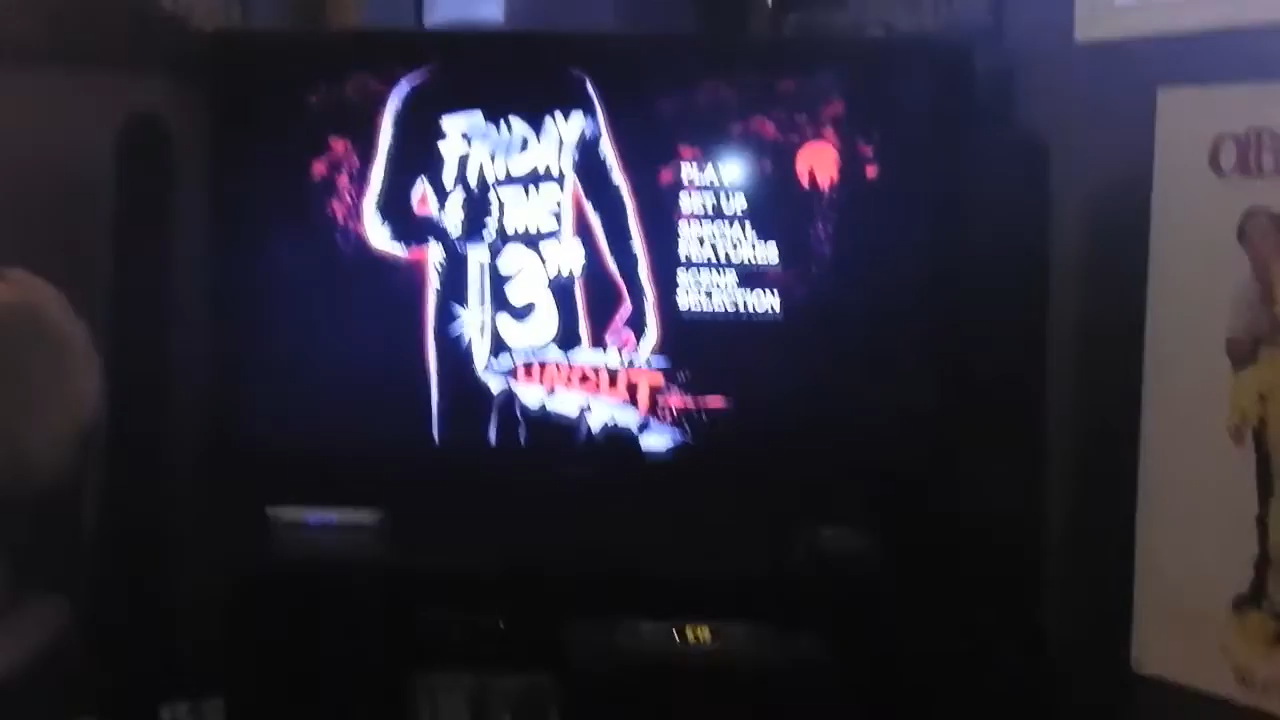 FRIDAY
THE
13TH
UNCUT
PLAY
SET UP
SPECIAL
FEATURES
SCENE
SELECTION